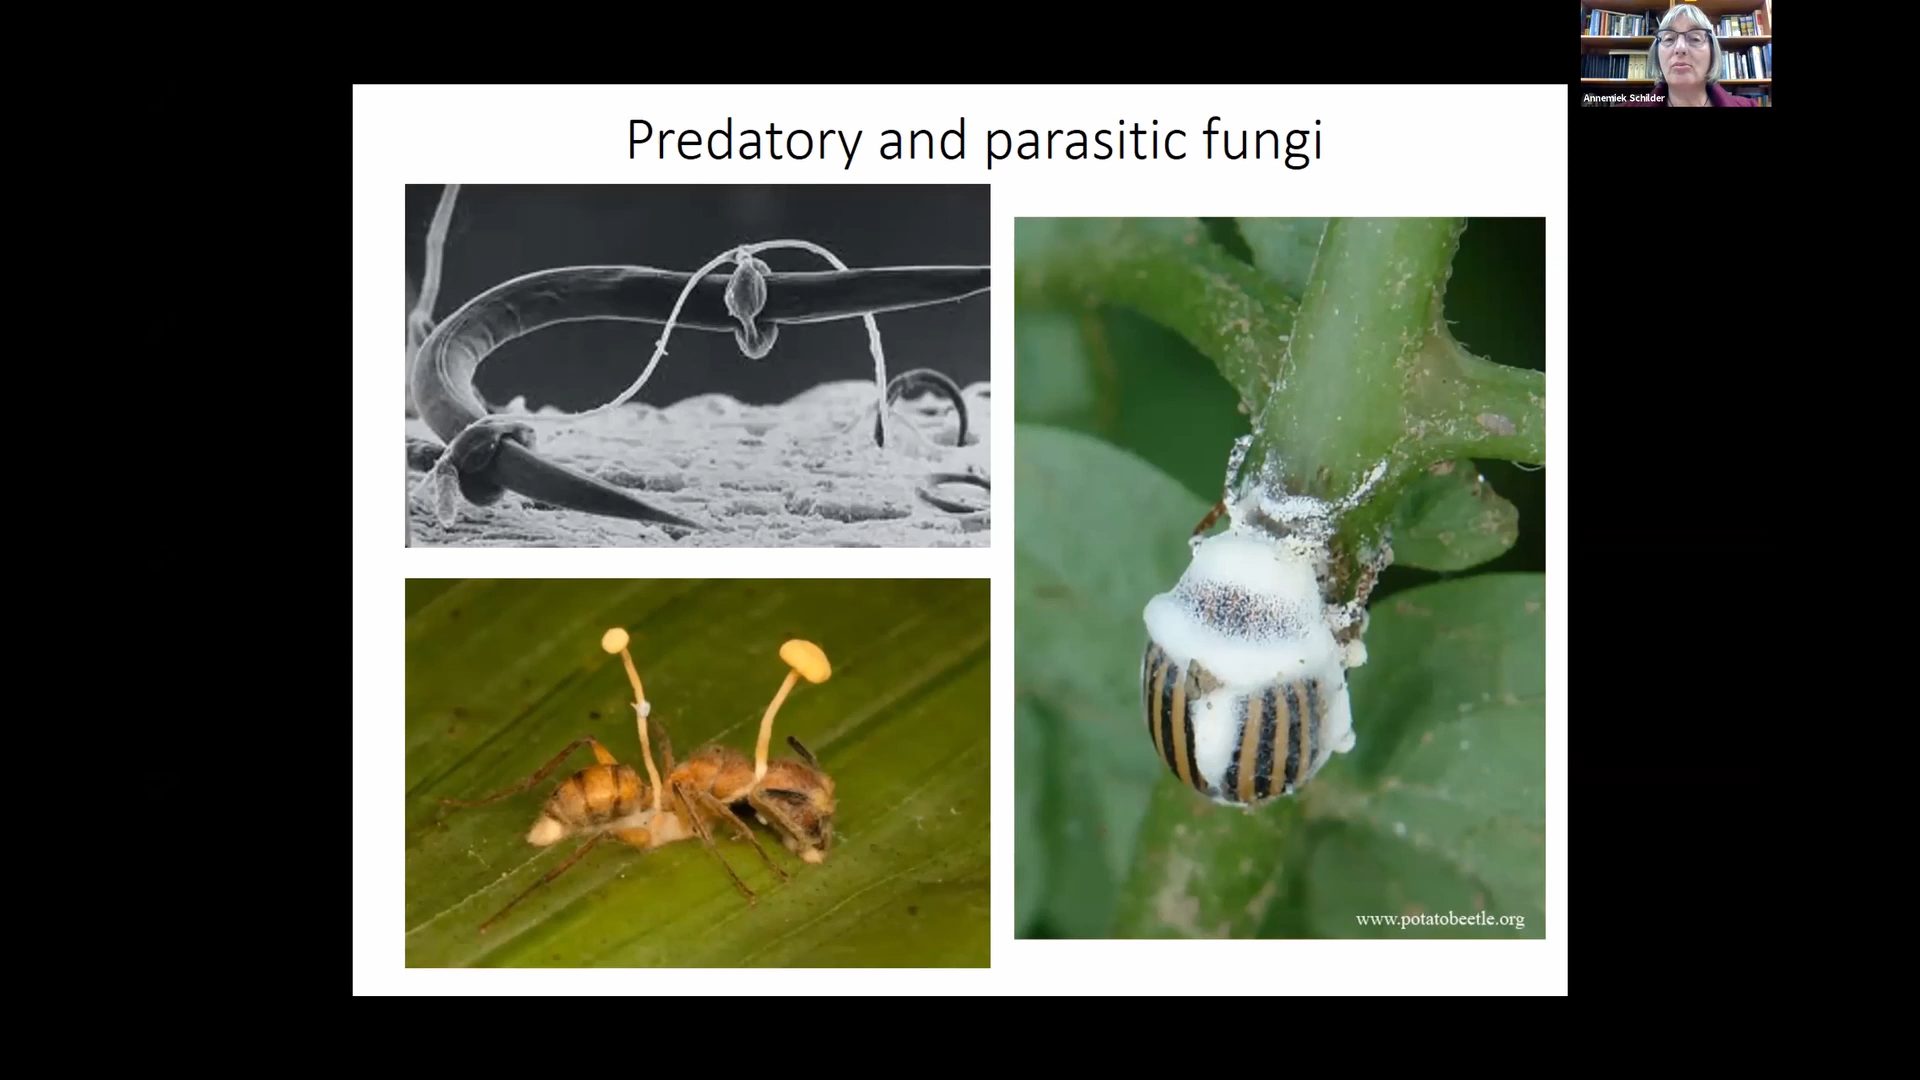 Annemiek Schilder
Predatory and parasitic fungi
www.potatobeetle.org